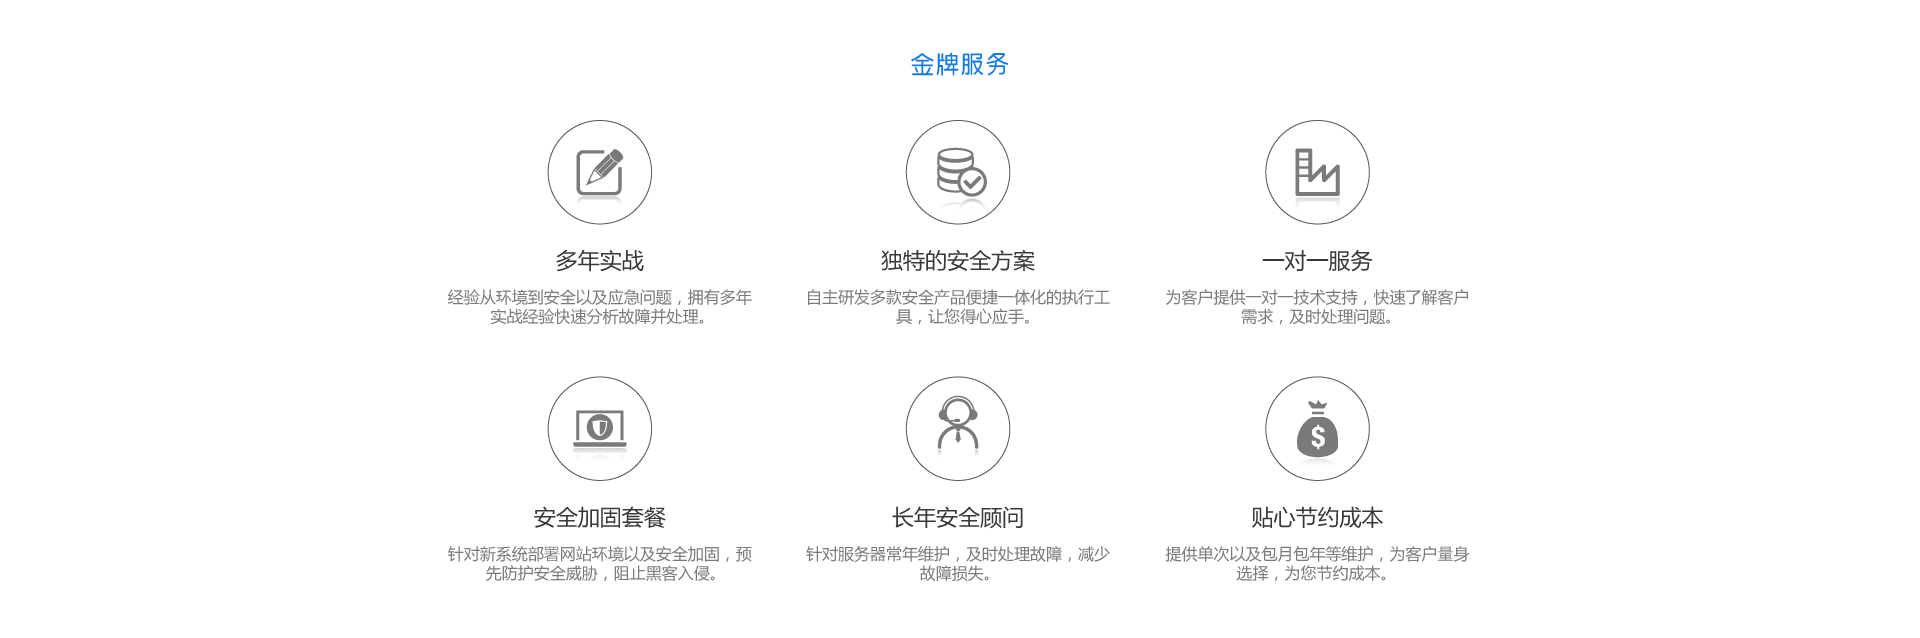 金牌服务
多年实战
经验从环境到安全以及应急问题，拥有多年
实战经验快速分析故障并处理。
独特的安全方案
自主研发多款安全产品便捷一体化的执行工
具，让您得心应手。
一对一服务
为客户提供一对一技术支持，快速了解客户
需求，及时处理问题。
安全加固套餐
针对新系统部署网站环境以及安全加固，预
先防护安全威胁，阻止黑客入侵。
长年安全顾问
针对服务器常年维护，及时处理故障，减少
故障损失。
贴心节约成本
提供单次以及包月包年等维护，为客户量身
选择，为您节约成本。